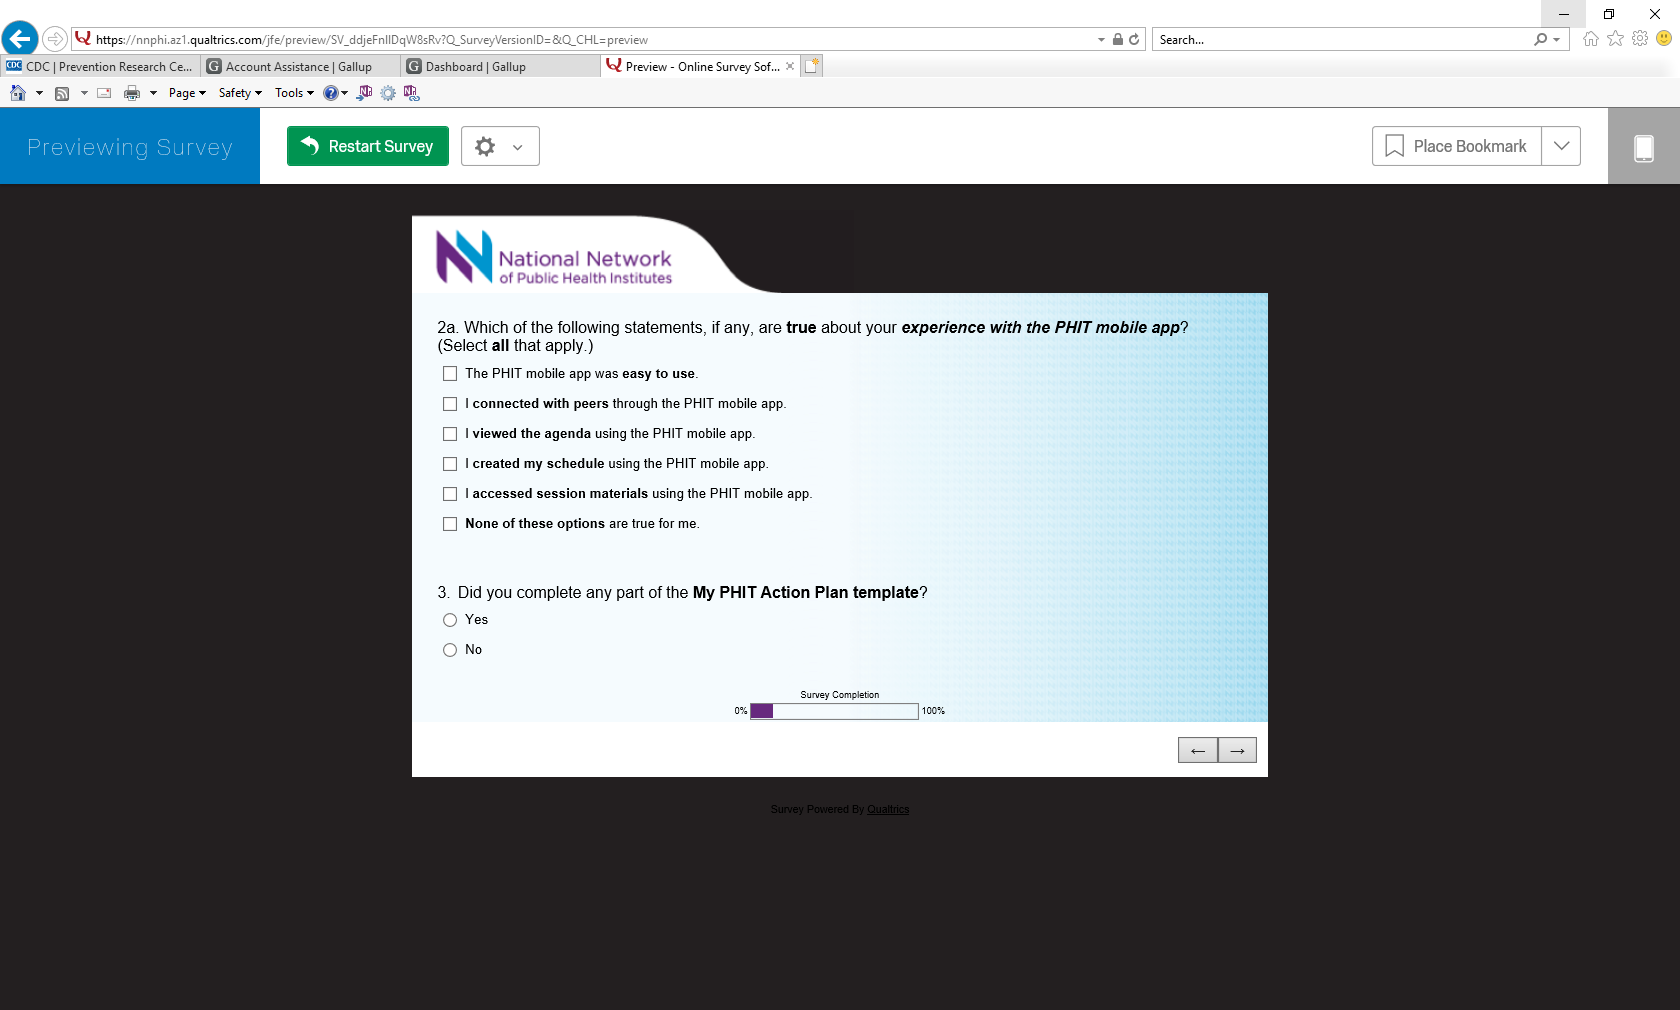 https://nnphi.az1.qualtrics.com/jfe/preview/SV_ddjeFnIlDqW8sRv?Q_SurveyVersionID=&Q_CHL=preview
Search...
CDC | Prevention Research Ce...
Account Assistance | Gallup
Dashboard | Gallup
Preview - Online Survey Sof...
Page
Safety
Tools
Previewing Survey
Restart Survey
Place Bookmark
National Network
of Public Health Institutes
2a. Which of the following statements, if any, are true about your experience with the PHIT mobile app?
(Select all that apply.)
The PHIT mobile app was easy to use.
I connected with peers through the PHIT mobile app.
I viewed the agenda using the PHIT mobile app.
I created my schedule using the PHIT mobile app.
I accessed session materials using the PHIT mobile app.
None of these options are true for me.
3. Did you complete any part of the My PHIT Action Plan template?
Yes
No
Survey Completion
0% 100%
← →
Survey Powered By Qualtrics